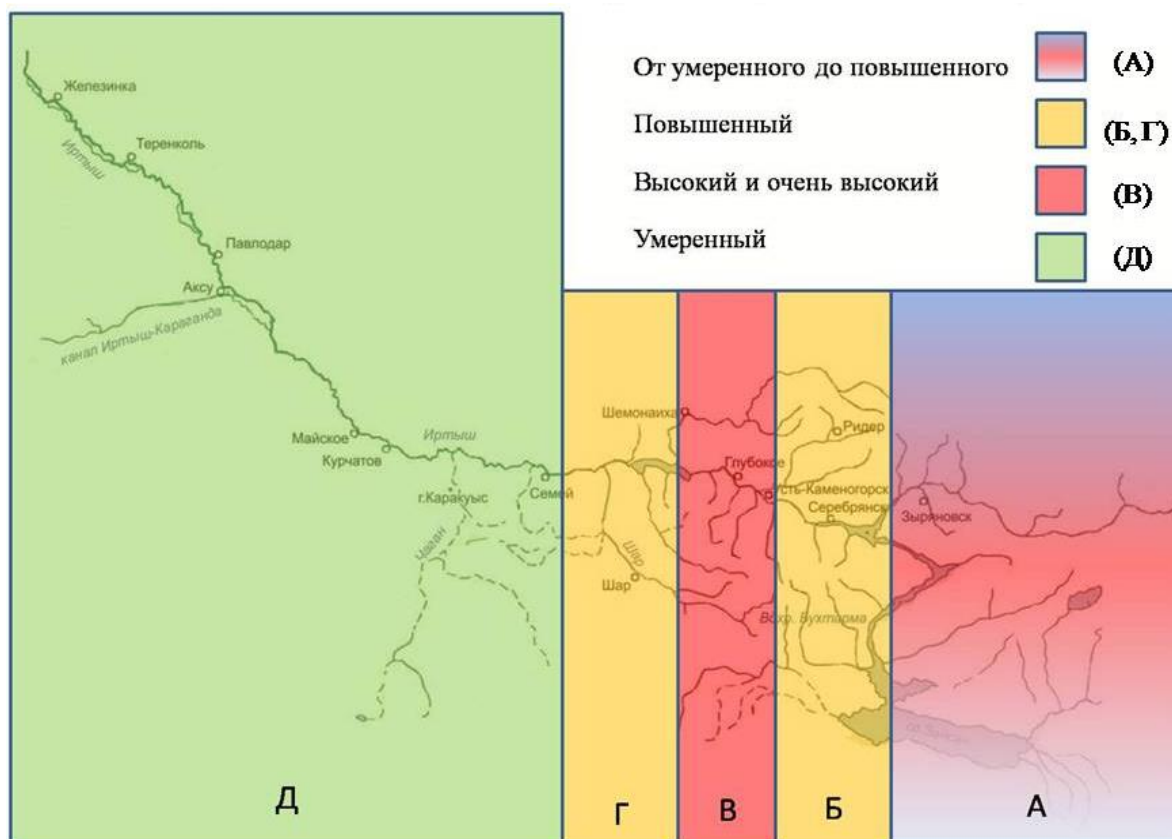 От умеренного до повышенного (А)
Повышенный (Б, Г)
Высокий и очень высокий (В)
Умеренный (Д)
Железинка
Иртыш
Теренколь
Павлодар
Аксу
канал Иртыш-Караганда
Майское
Курчатов
Иртыш
г.Каракуыс
Чаган
Семей
Шемонаиха
Глубокое
Усть-Каменогорск
Ридер
Серебрянск
Зыряновск
Шар
Шар
Вдхр. Бухтарма
Д
Г
В
Б
А